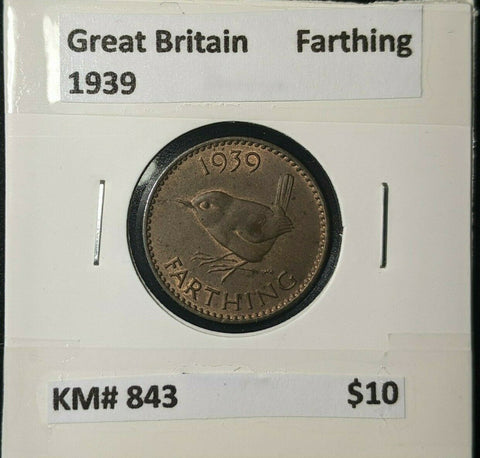 Great Britain Farthing
1939
1939
FARTHING
KM# 843 $10